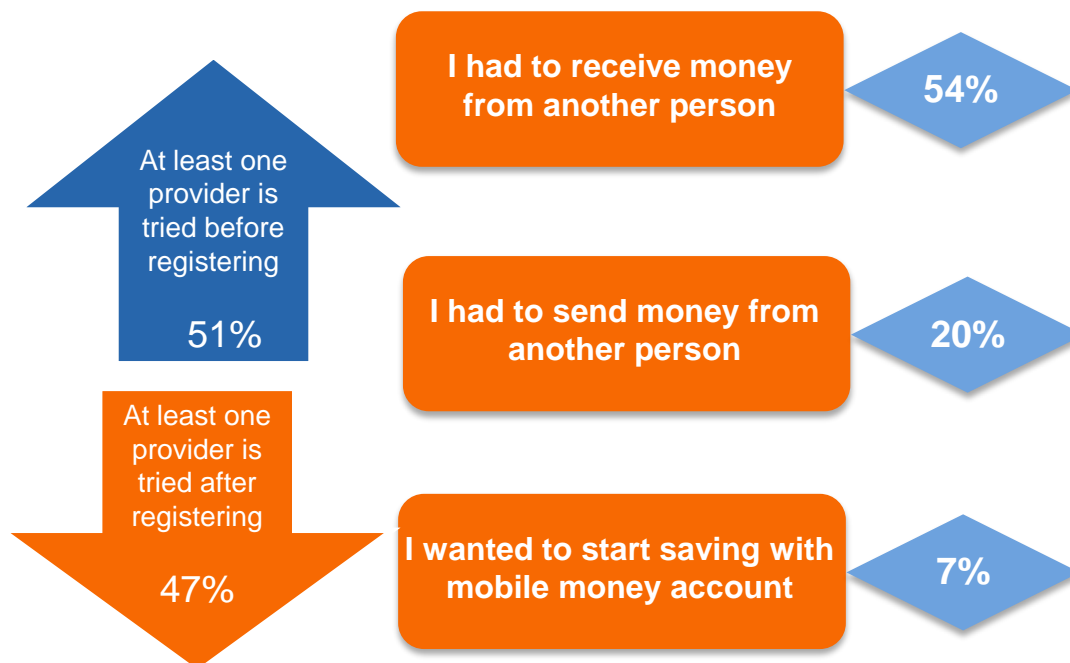 At least one
provider is
tried before
registering
51%
At least one
provider is
tried after
registering
47%
I had to receive money
from another person
54%
I had to send money from
another person
20%
I wanted to start saving with
mobile money account
7%